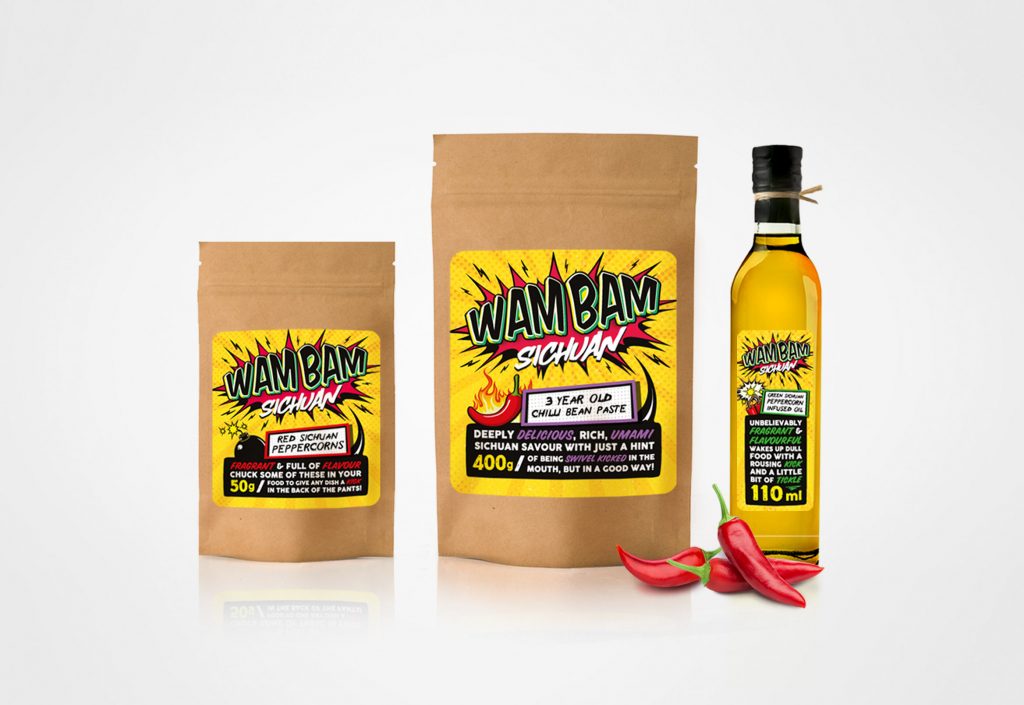 WAM BAM
SICHUAN
RED SICHUAN
PEPPERCORNS
FRAGRANT & FULL OF FLAVOUR
CHUCK SOME OF THESE IN YOUR
50g / FOOD TO GIVE ANY DISH A KICK
IN THE BACK OF THE PANTS!
WAM BAM
SICHUAN
3 YEAR OLD
CHILLI BEAN PASTE
DEEPLY DELICIOUS, RICH, UMAMI
SICHUAN SAVOUR WITH JUST A HINT
400g / OF BEING SWIVEL KICKED IN THE
MOUTH, BUT IN A GOOD WAY!
WAM BAM
SICHUAN
GREEN SICHUAN
PEPPERCORN
INFUSED OIL
UNBELIEVABLY
FRAGRANT &
FLAVOURFUL
WAKES UP DULL
FOOD WITH A
ROUSING KICK
AND A LITTLE
BIT OF TICKLE
110 ml